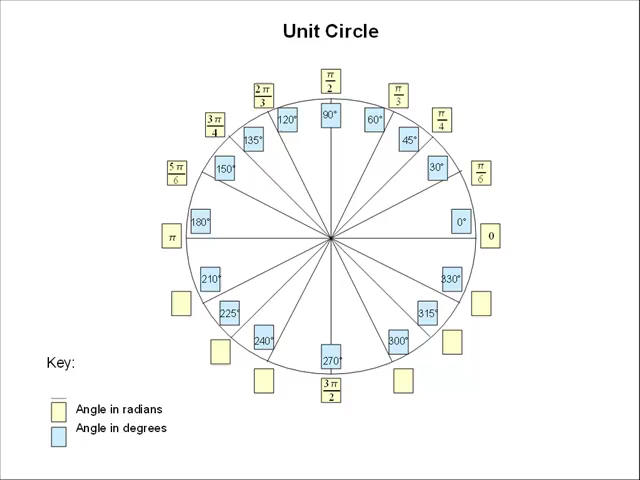 Unit Circle
π/2
2π/3
π/3
3π/4
120°
90°
60°
π/4
135°
45°
5π/6
150°
30°
π/6
π
180°
0°
0
210°
330°
225°
315°
240°
300°
270°
3π/2
Key:
Angle in radians
Angle in degrees